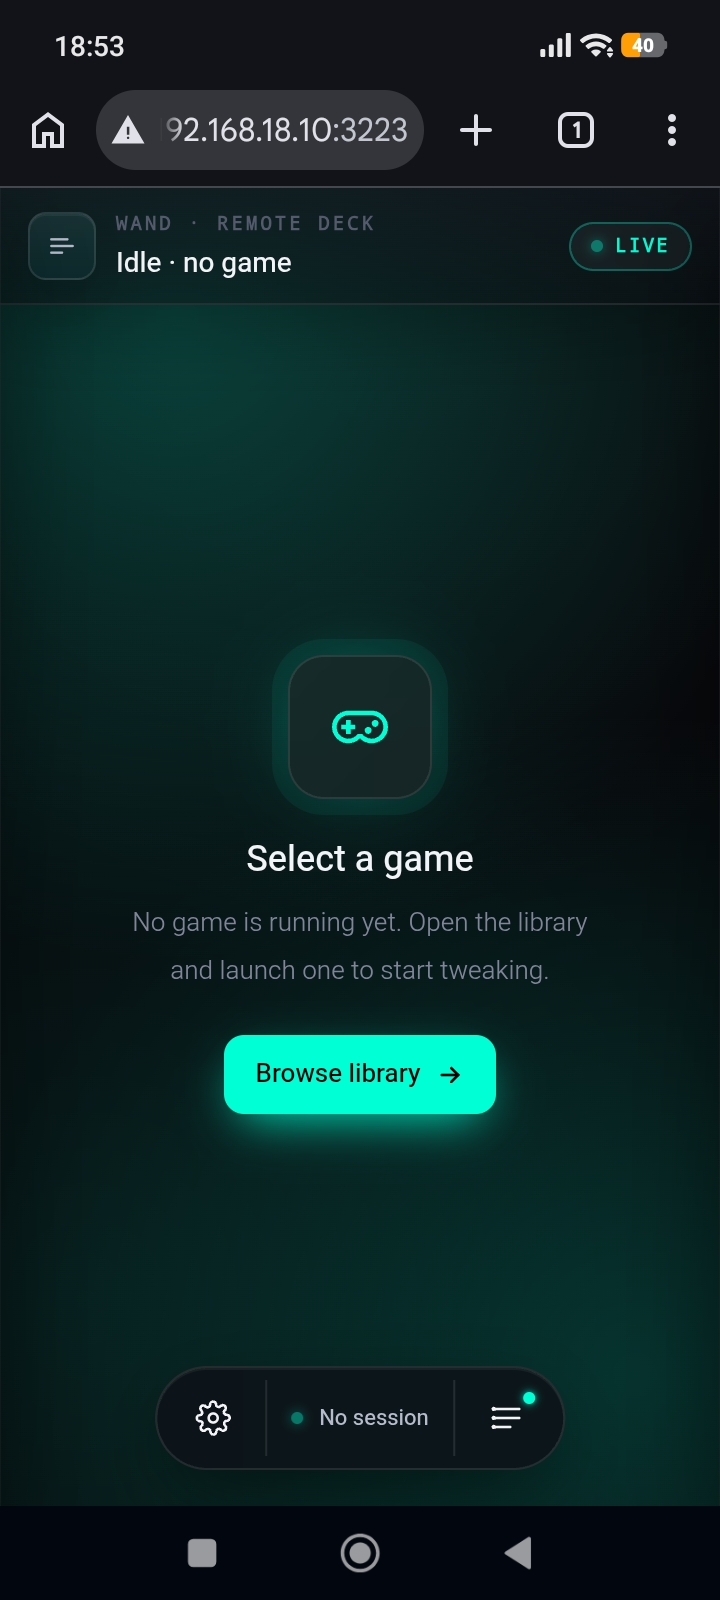 18:53
40
92.168.18.10:3223
1
WAND · REMOTE DECK
Idle · no game
LIVE
Select a game
No game is running yet. Open the library
and launch one to start tweaking.
Browse library →
No session